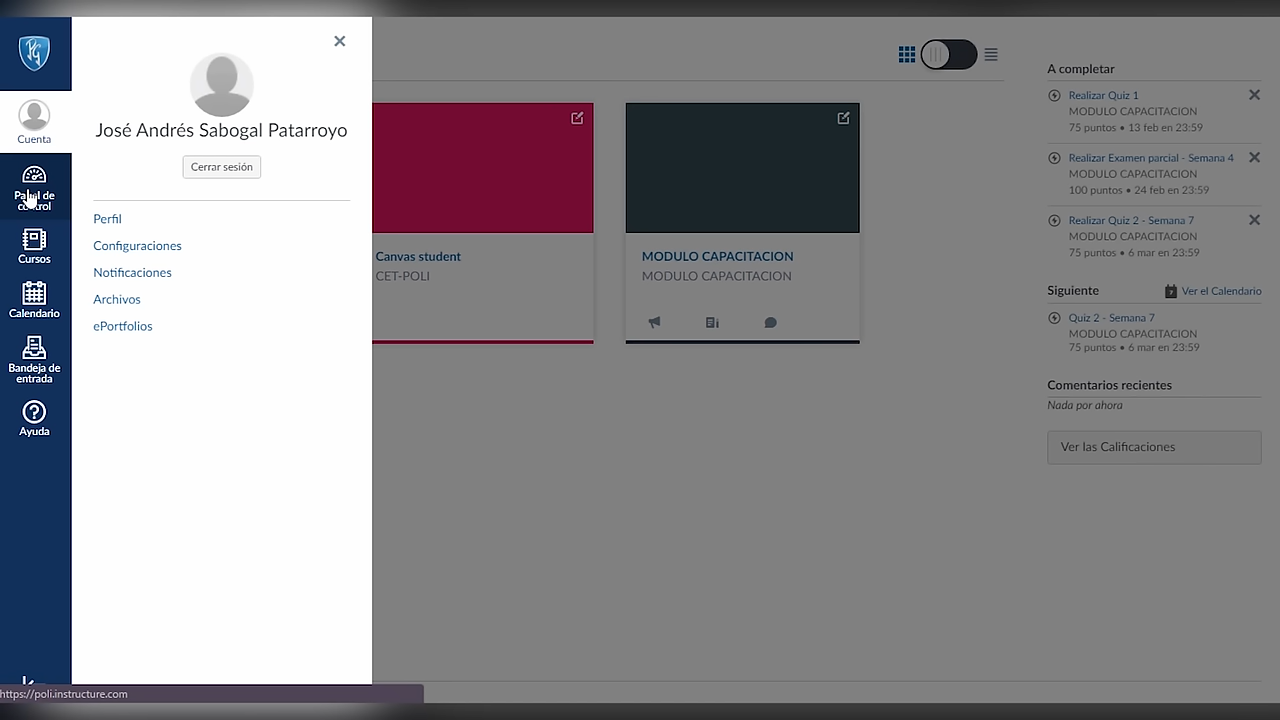 Cuenta
Panel de
control
Cursos
Calendario
Bandeja de
entrada
Ayuda
José Andrés Sabogal Patarroyo
Cerrar sesión
Perfil
Configuraciones
Notificaciones
Archivos
ePortfolios
Canvas student
CET-POLI
MODULO CAPACITACION
MODULO CAPACITACION
A completar
Realizar Quiz 1
MODULO CAPACITACION
75 puntos • 13 feb en 23:59
Realizar Examen parcial - Semana 4
MODULO CAPACITACION
100 puntos • 24 feb en 23:59
Realizar Quiz 2 - Semana 7
MODULO CAPACITACION
75 puntos • 6 mar en 23:59
Siguiente
Ver el Calendario
Quiz 2 - Semana 7
MODULO CAPACITACION
75 puntos • 6 mar en 23:59
Comentarios recientes
Nada por ahora
Ver las Calificaciones
https://poli.instructure.com